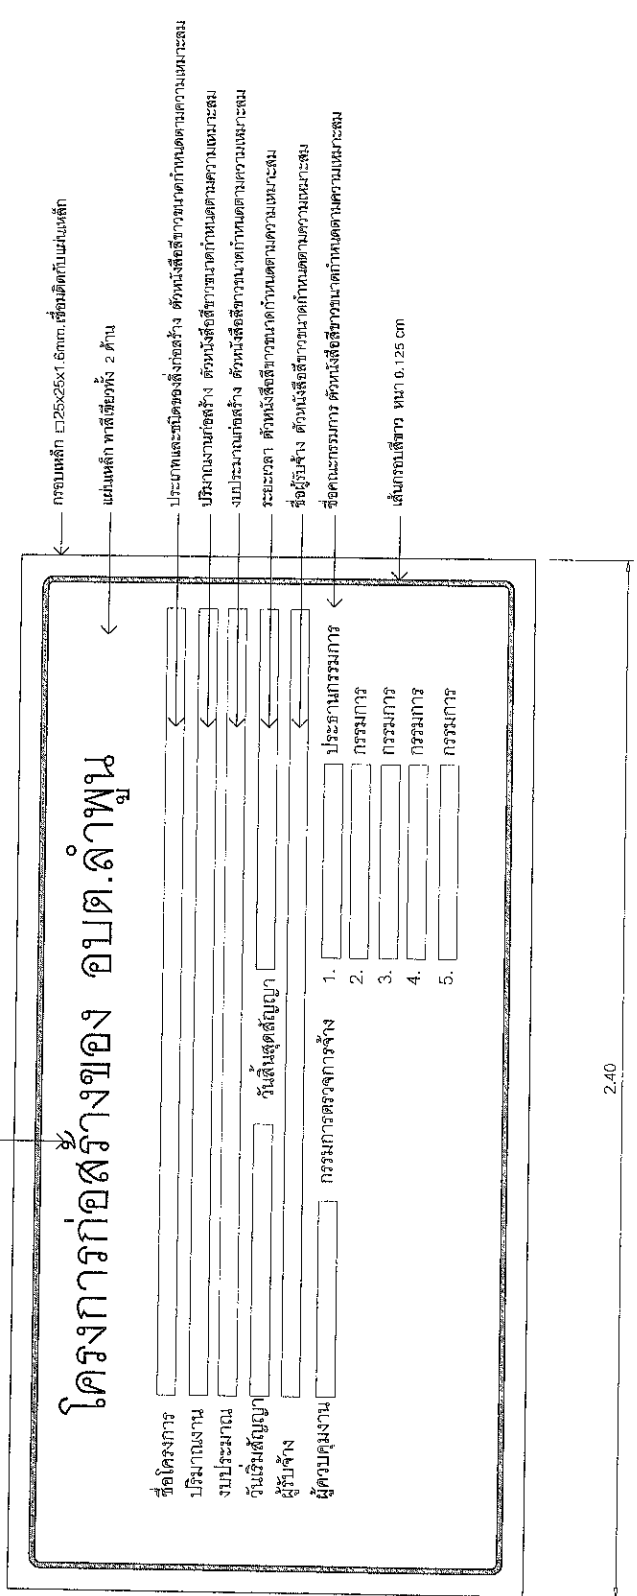 โครงการก่อสร้างของ อบต.ลำพูน
ชื่อโครงการ
ปริมาณงาน
งบประมาณ
วันเริ่มสัญญา วันสิ้นสุดสัญญา
ผู้รับจ้าง
ผู้ควบคุมงาน กรรมการตรวจการจ้าง 1. ประธานกรรมการ
2. กรรมการ
3. กรรมการ
4. กรรมการ
5. กรรมการ
กรอบเหล็ก 25x25x1.6mm.เชื่อมติดกับแผ่นเหล็ก
แผ่นเหล็ก ทาสีเขียวทั้ง 2 ด้าน
ประเภทและชนิดของสิ่งก่อสร้าง ตัวหนังสือสีขาวขนาดกำหนดตามความเหมาะสม
ปริมาณงานก่อสร้าง ตัวหนังสือสีขาวขนาดกำหนดตามความเหมาะสม
งบประมาณก่อสร้าง ตัวหนังสือสีขาวขนาดกำหนดตามความเหมาะสม
ระยะเวลา ตัวหนังสือสีขาวขนาดกำหนดตามความเหมาะสม
ชื่อผู้รับจ้าง ตัวหนังสือสีขาวขนาดกำหนดตามความเหมาะสม
ชื่อคณะกรรมการ ตัวหนังสือสีขาวขนาดกำหนดตามความเหมาะสม
เส้นกรอบสีขาว หนา 0.125 cm
2.40